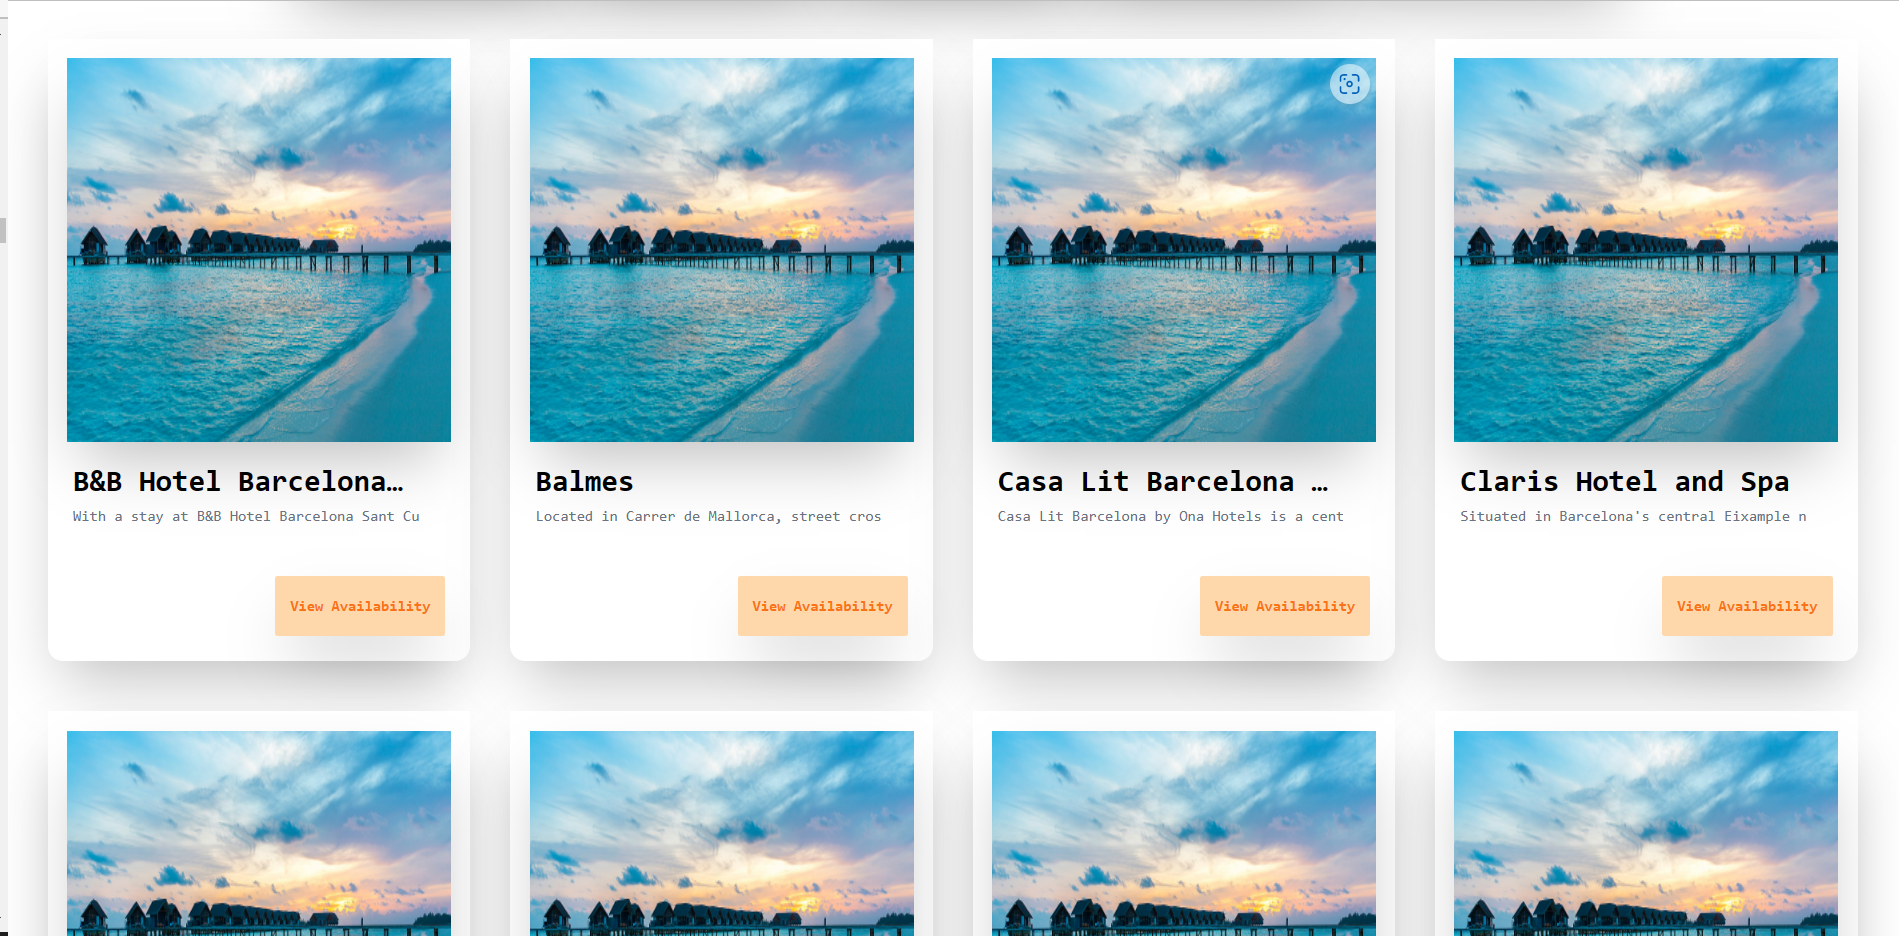 B&B Hotel Barcelona…
With a stay at B&B Hotel Barcelona Sant Cu
View Availability
Balmes
Located in Carrer de Mallorca, street cros
View Availability
Casa Lit Barcelona …
Casa Lit Barcelona by Ona Hotels is a cent
View Availability
Claris Hotel and Spa
Situated in Barcelona's central Eixample n
View Availability